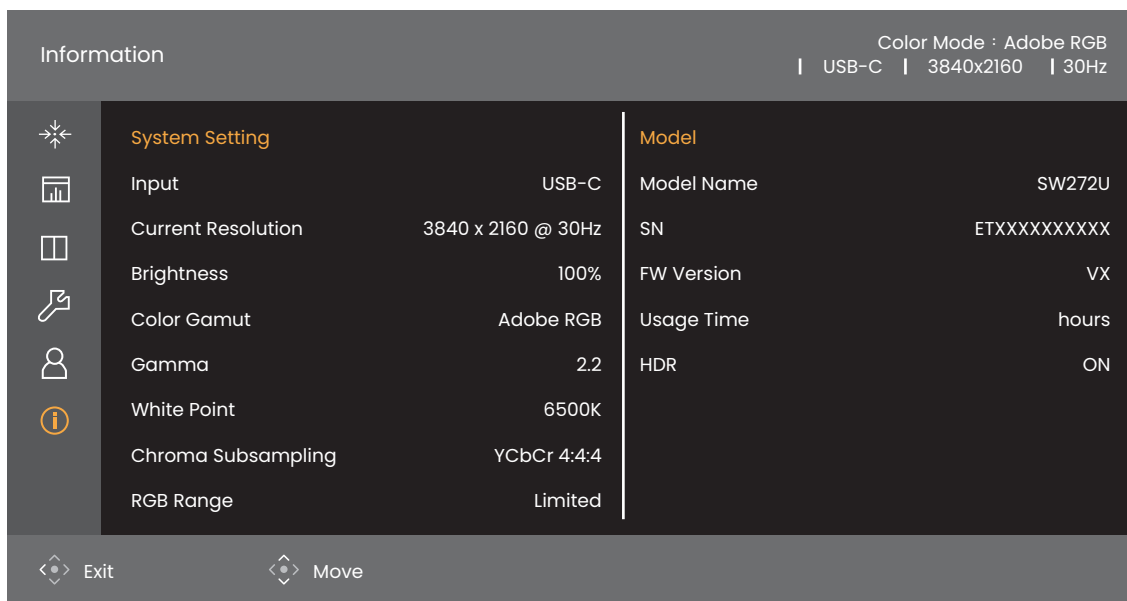 Information
Color Mode : Adobe RGB
| USB-C | 3840x2160 | 30Hz
System Setting
Input USB-C
Current Resolution 3840 x 2160 @ 30Hz
Brightness 100%
Color Gamut Adobe RGB
Gamma 2.2
White Point 6500K
Chroma Subsampling YCbCr 4:4:4
RGB Range Limited
Model
Model Name SW272U
SN ETXXXXXXXXXX
FW Version VX
Usage Time hours
HDR ON
Exit Move